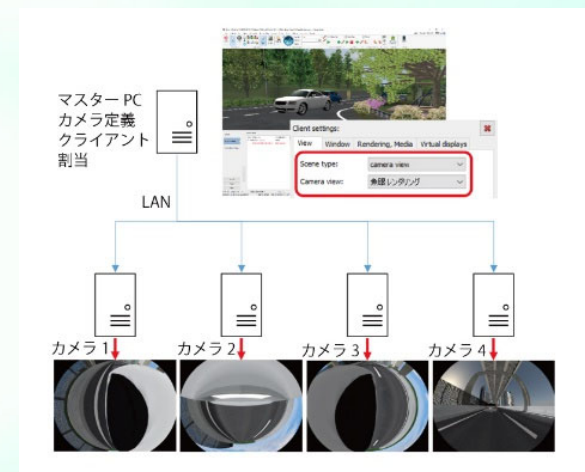 マスター PC
カメラ定義
クライアント
割当
Client settings:
View Window Rendering, Media Virtual displays
Scene type: camera view
Camera view: 魚眼レンダリング
LAN
カメラ 1
カメラ 2
カメラ 3
カメラ 4